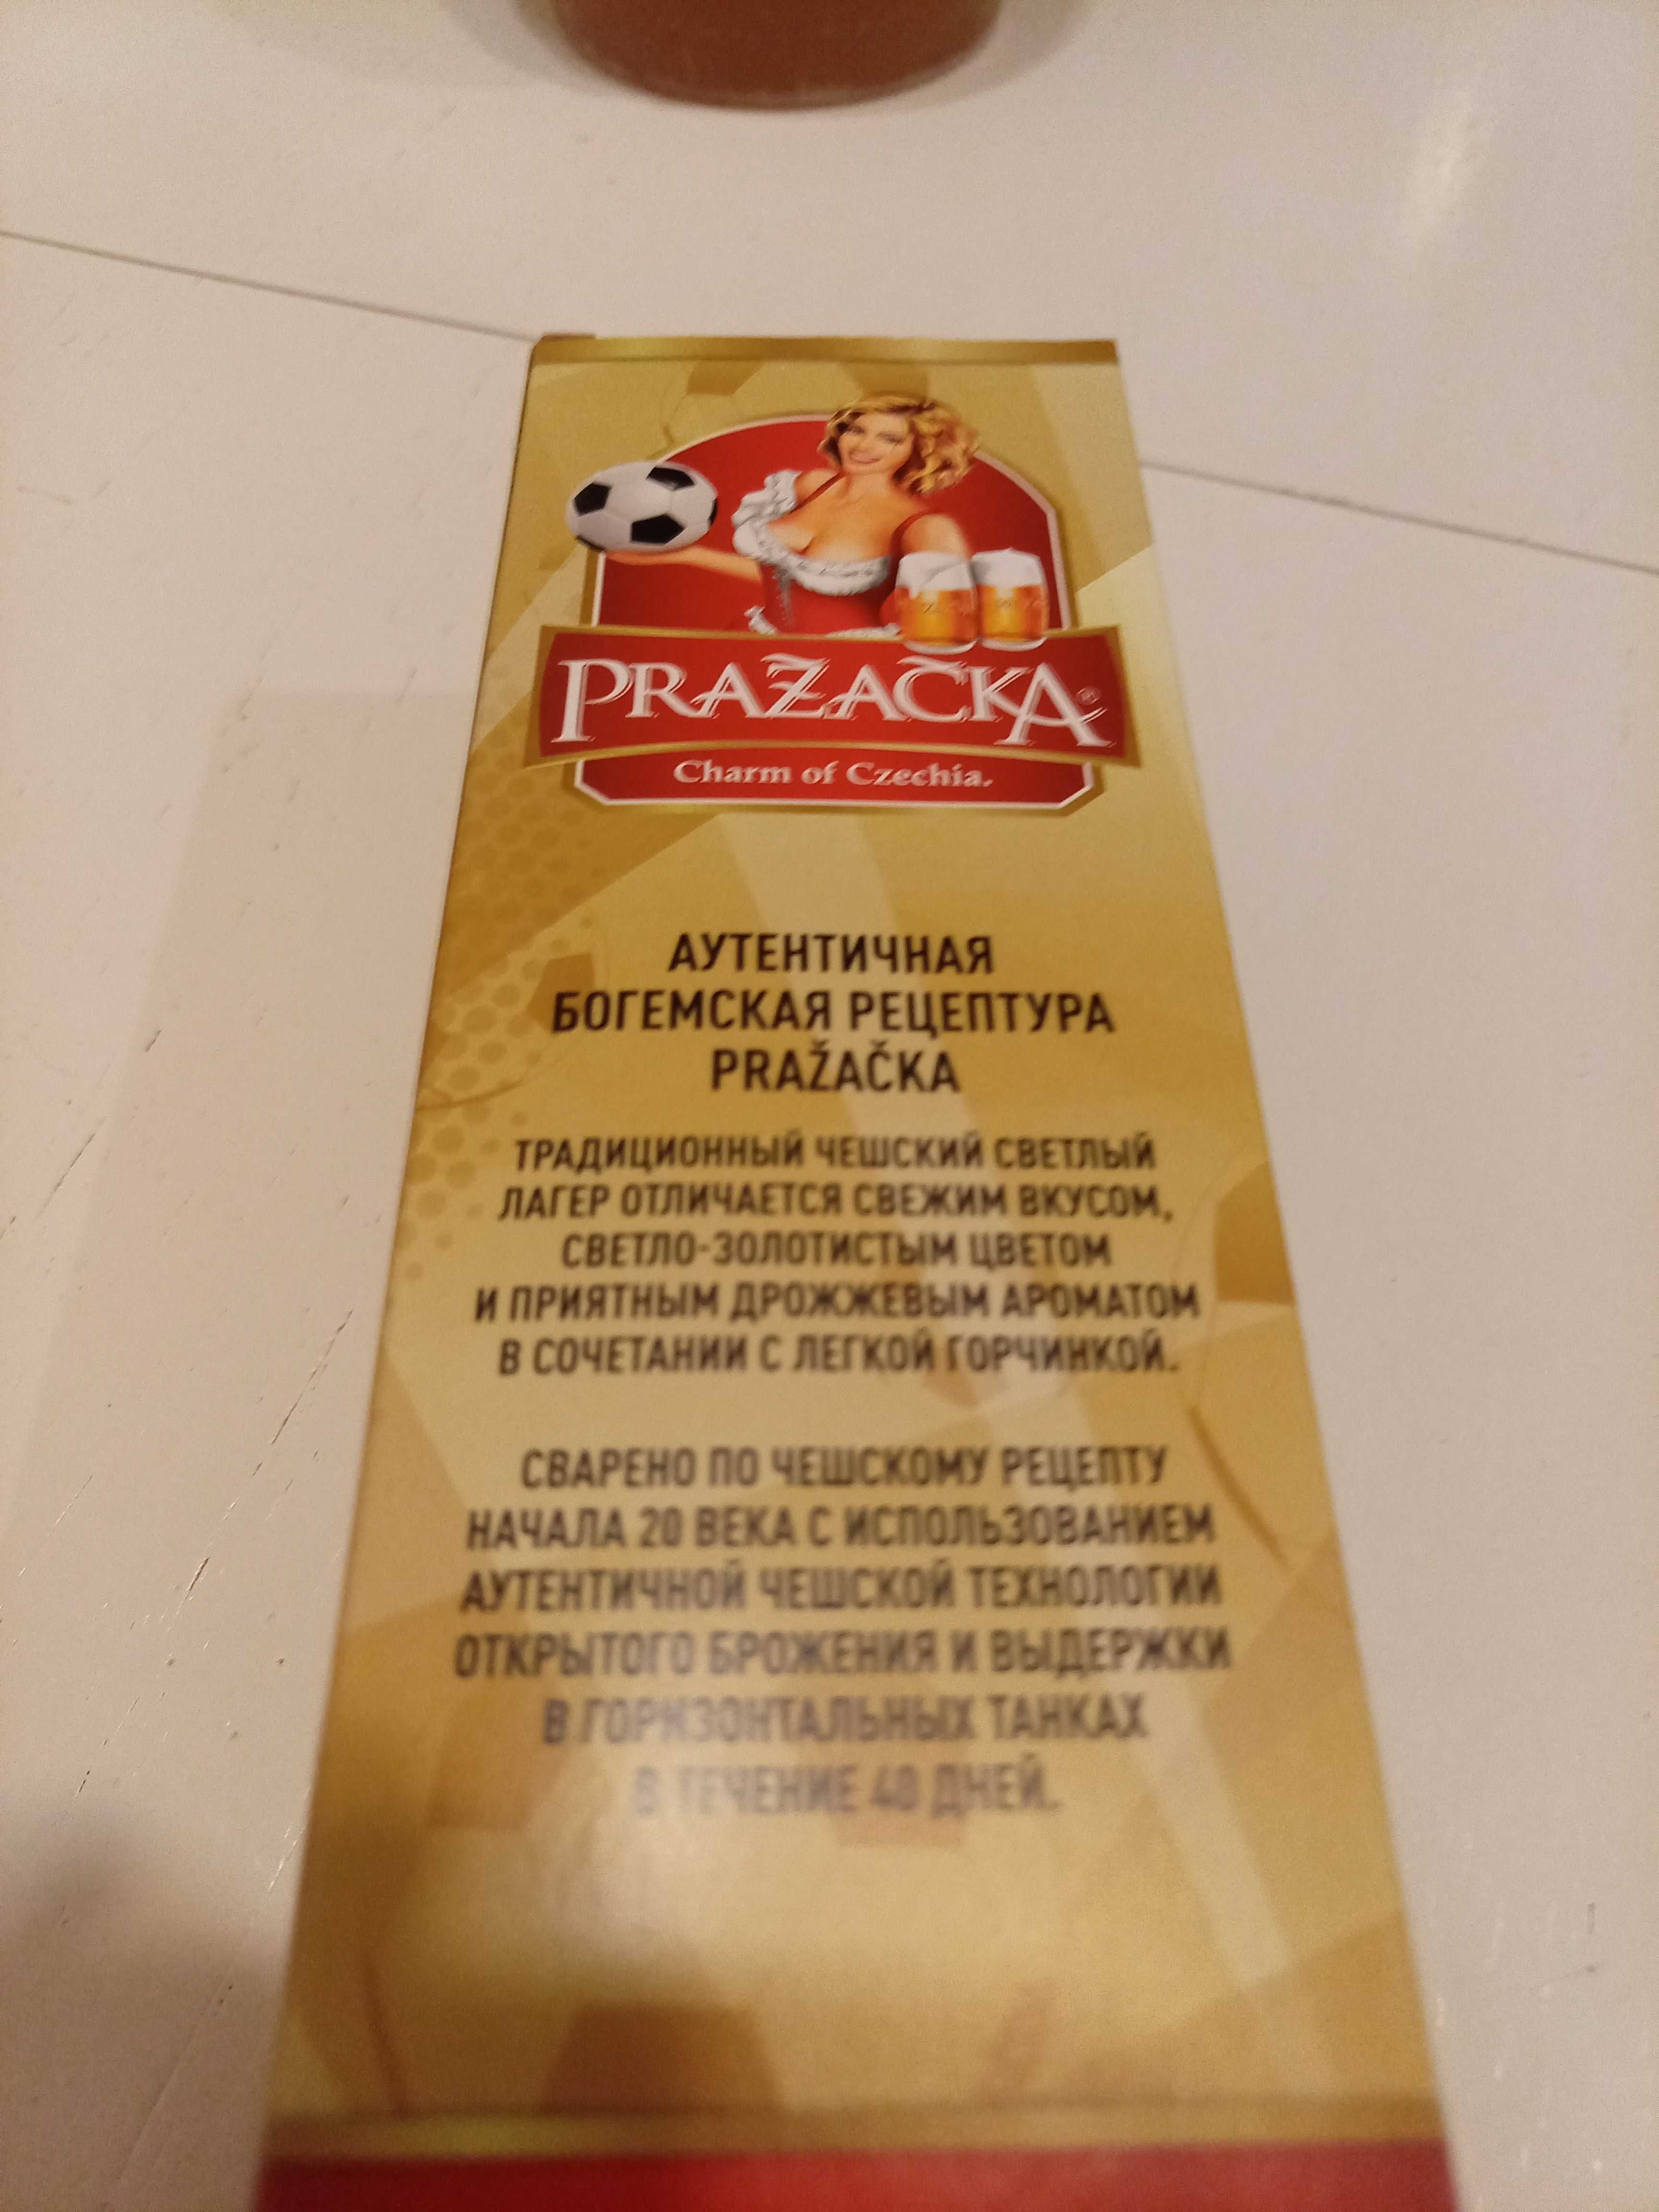 PRAŽAČKA®
Charm of Czechia.
АУТЕНТИЧНАЯ
БОГЕМСКАЯ РЕЦЕПТУРА
PRAŽAČKA
ТРАДИЦИОННЫЙ ЧЕШСКИЙ СВЕТЛЫЙ
ЛАГЕР ОТЛИЧАЕТСЯ СВЕЖИМ ВКУСОМ,
СВЕТЛО-ЗОЛОТИСТЫМ ЦВЕТОМ
И ПРИЯТНЫМ ДРОЖЖЕВЫМ АРОМАТОМ
В СОЧЕТАНИИ С ЛЕГКОЙ ГОРЧИНКОЙ.
СВАРЕНО ПО ЧЕШСКОМУ РЕЦЕПТУ
НАЧАЛА 20 ВЕКА С ИСПОЛЬЗОВАНИЕМ
АУТЕНТИЧНОЙ ЧЕШСКОЙ ТЕХНОЛОГИИ
ОТКРЫТОГО БРОЖЕНИЯ И ВЫДЕРЖКИ
В ГОРИЗОНТАЛЬНЫХ ТАНКАХ
В ТЕЧЕНИЕ 40 ДНЕЙ.